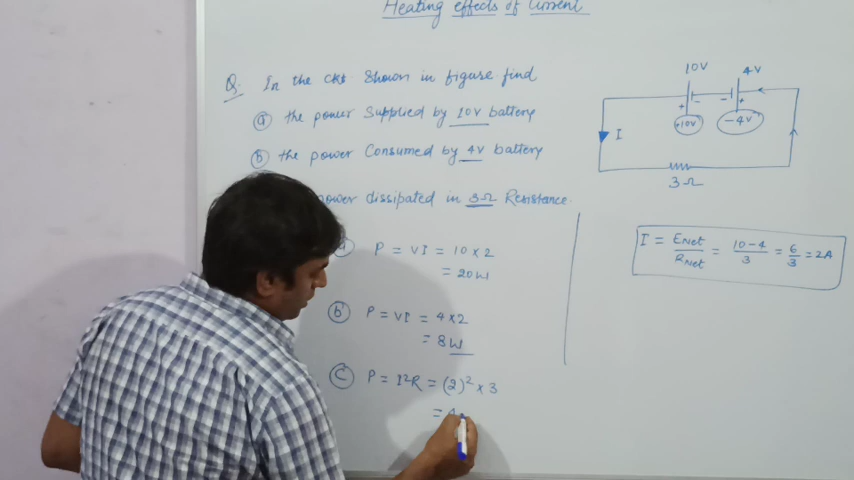 Heating effects of Current
Q. In the ckt shown in figure find
(a) the power Supplied by 10V battery
(b) the power Consumed by 4V battery
power dissipated in 3Ω Resistance.
P = VI = 10 × 2
= 20W
(b) P = VI = 4 × 2
= 8W
(c) P = I²R = (2)² × 3
= 4
10V
4V
+ - - +
+10V
-4V
I
3Ω
I = ENet/RNet = 10-4/3 = 6/3 = 2A